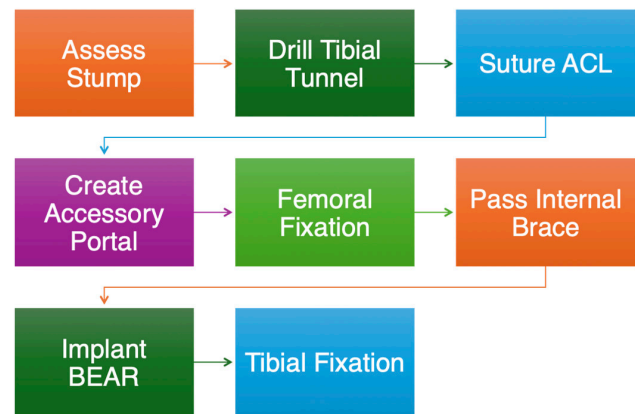 Assess
Stump
Drill Tibial
Tunnel
Suture ACL
Create
Accessory
Portal
Femoral
Fixation
Pass Internal
Brace
Implant
BEAR
Tibial Fixation